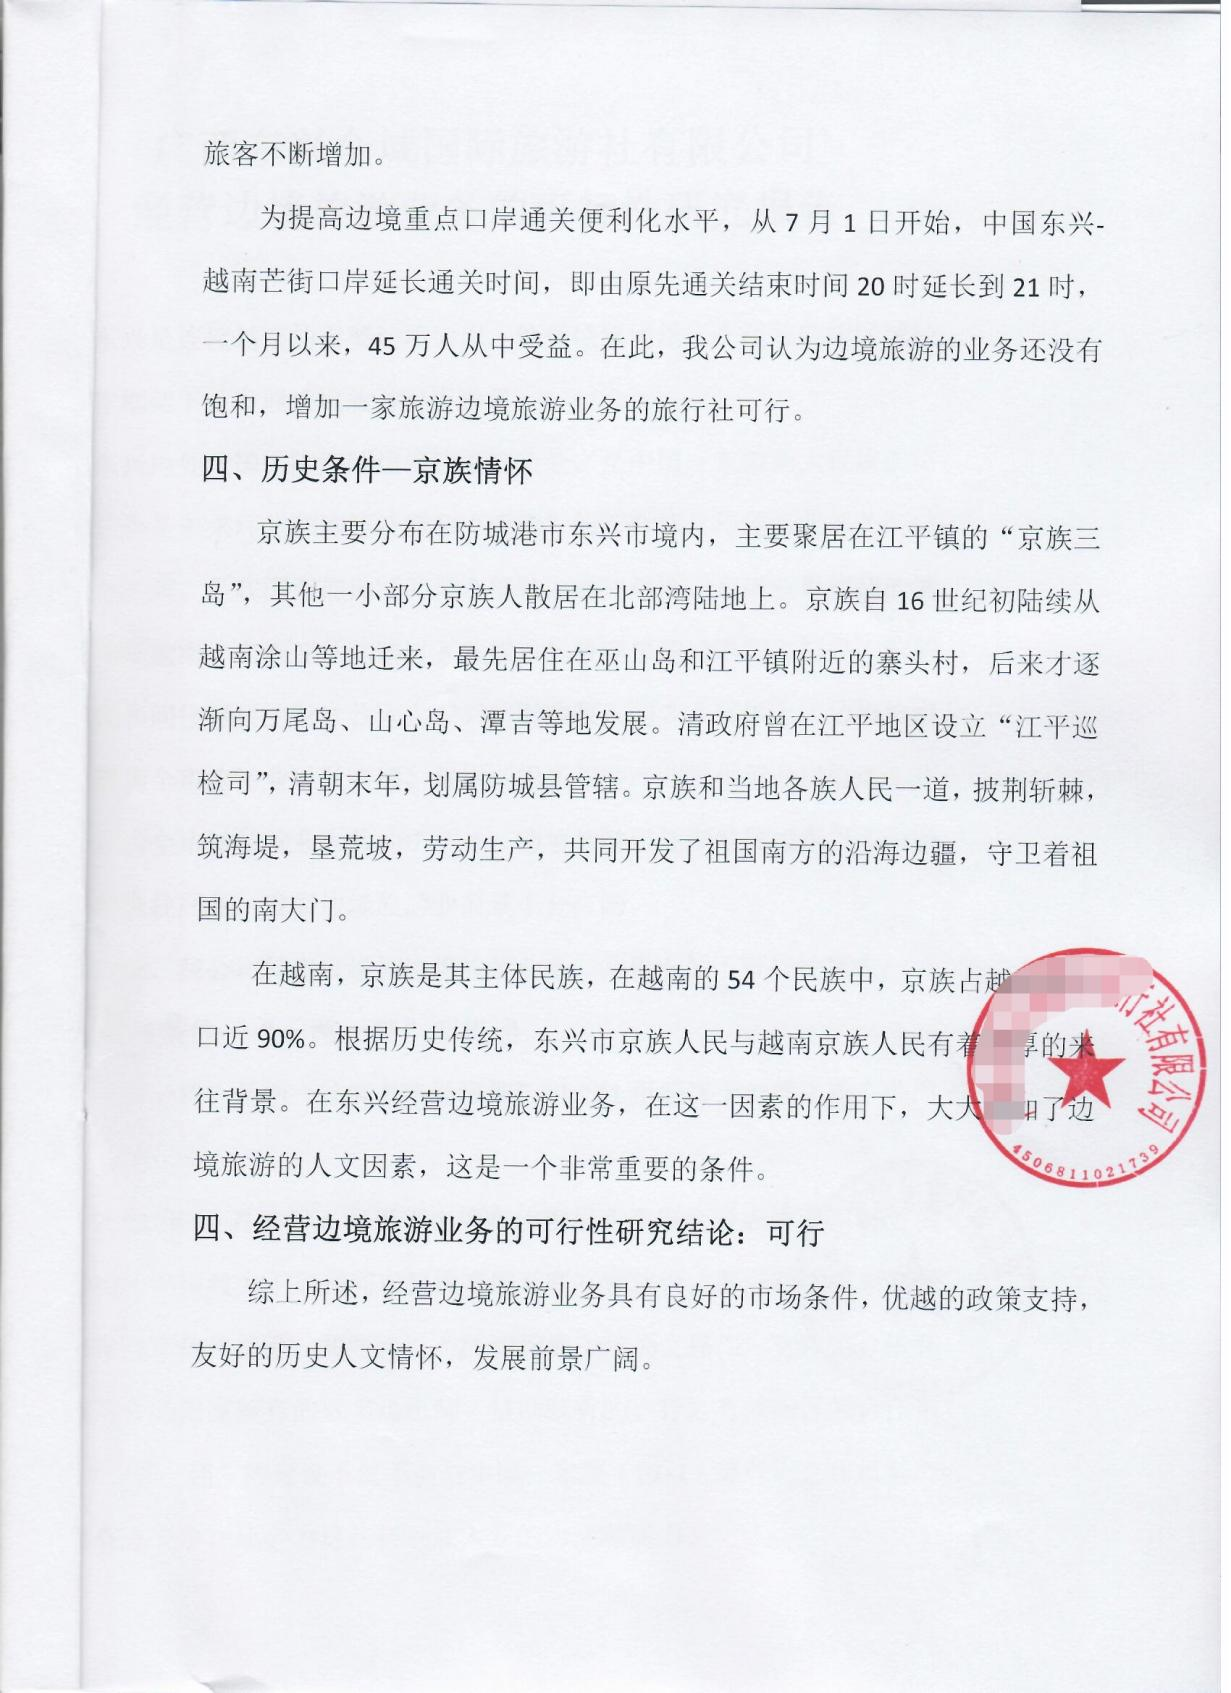 旅客不断增加。
为提高边境重点口岸通关便利化水平，从 7 月 1 日开始，中国东兴-
越南芒街口岸延长通关时间，即由原先通关结束时间 20 时延长到 21 时，
一个月以来，45 万人从中受益。在此，我公司认为边境旅游的业务还没有
饱和，增加一家旅游边境旅游业务的旅行社可行。
四、历史条件—京族情怀
京族主要分布在防城港市东兴市境内，主要聚居在江平镇的“京族三
岛”，其他一小部分京族人散居在北部湾陆地上。京族自 16 世纪初陆续从
越南涂山等地迁来，最先居住在巫山岛和江平镇附近的寨头村，后来才逐
渐向万尾岛、山心岛、潭吉等地发展。清政府曾在江平地区设立“江平巡
检司”，清朝末年，划属防城县管辖。京族和当地各族人民一道，披荆斩棘，
筑海堤，垦荒坡，劳动生产，共同开发了祖国南方的沿海边疆，守卫着祖
国的南大门。
在越南，京族是其主体民族，在越南的 54 个民族中，京族占越
口近 90%。根据历史传统，东兴市京族人民与越南京族人民有着厚的来
往背景。在东兴经营边境旅游业务，在这一因素的作用下，大大加了边
境旅游的人文因素，这是一个非常重要的条件。
四、经营边境旅游业务的可行性研究结论：可行
综上所述，经营边境旅游业务具有良好的市场条件，优越的政策支持，
友好的历史人文情怀，发展前景广阔。
行社有限公司
4506811021739